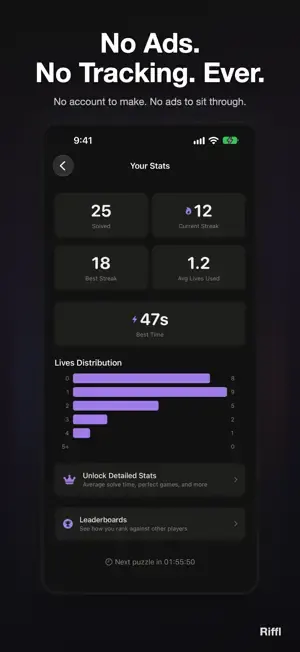 No Ads.
No Tracking. Ever.
No account to make. No ads to sit through.
9:41
Your Stats
25
Solved
12
Current Streak
18
Best Streak
1.2
Avg Lives Used
47s
Best Time
Lives Distribution
0 8
1 9
2 5
3 2
4 1
5+ 0
Unlock Detailed Stats
Average solve time, perfect games, and more
Leaderboards
See how you rank against other players
Next puzzle in 01:55:50
Riffl